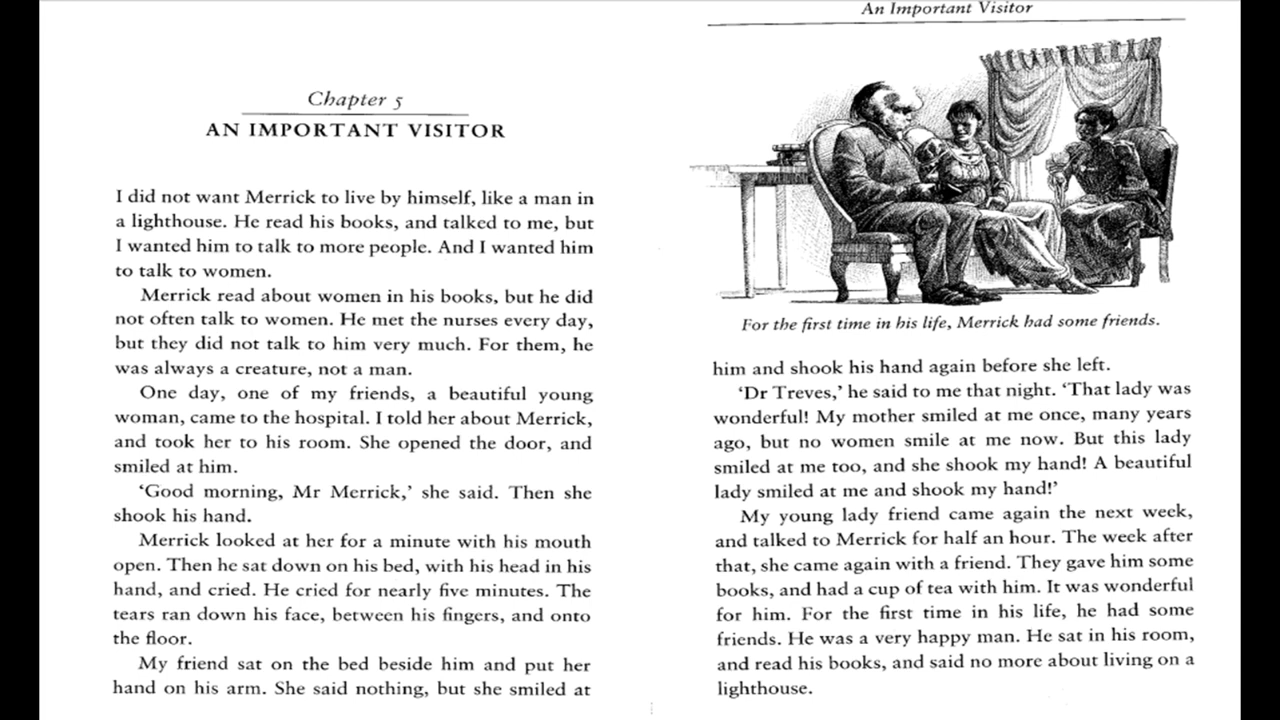 Chapter 5
AN IMPORTANT VISITOR
I did not want Merrick to live by himself, like a man in
a lighthouse. He read his books, and talked to me, but
I wanted him to talk to more people. And I wanted him
to talk to women.
Merrick read about women in his books, but he did
not often talk to women. He met the nurses every day,
but they did not talk to him very much. For them, he
was always a creature, not a man.
One day, one of my friends, a beautiful young
woman, came to the hospital. I told her about Merrick,
and took her to his room. She opened the door, and
smiled at him.
‘Good morning, Mr Merrick,’ she said. Then she
shook his hand.
Merrick looked at her for a minute with his mouth
open. Then he sat down on his bed, with his head in his
hand, and cried. He cried for nearly five minutes. The
tears ran down his face, between his fingers, and onto
the floor.
My friend sat on the bed beside him and put her
hand on his arm. She said nothing, but she smiled at
An Important Visitor
For the first time in his life, Merrick had some friends.
him and shook his hand again before she left.
‘Dr Treves,’ he said to me that night. ‘That lady was
wonderful! My mother smiled at me once, many years
ago, but no women smile at me now. But this lady
smiled at me too, and she shook my hand! A beautiful
lady smiled at me and shook my hand!’
My young lady friend came again the next week,
and talked to Merrick for half an hour. The week after
that, she came again with a friend. They gave him some
books, and had a cup of tea with him. It was wonderful
for him. For the first time in his life, he had some
friends. He was a very happy man. He sat in his room,
and read his books, and said no more about living on a
lighthouse.